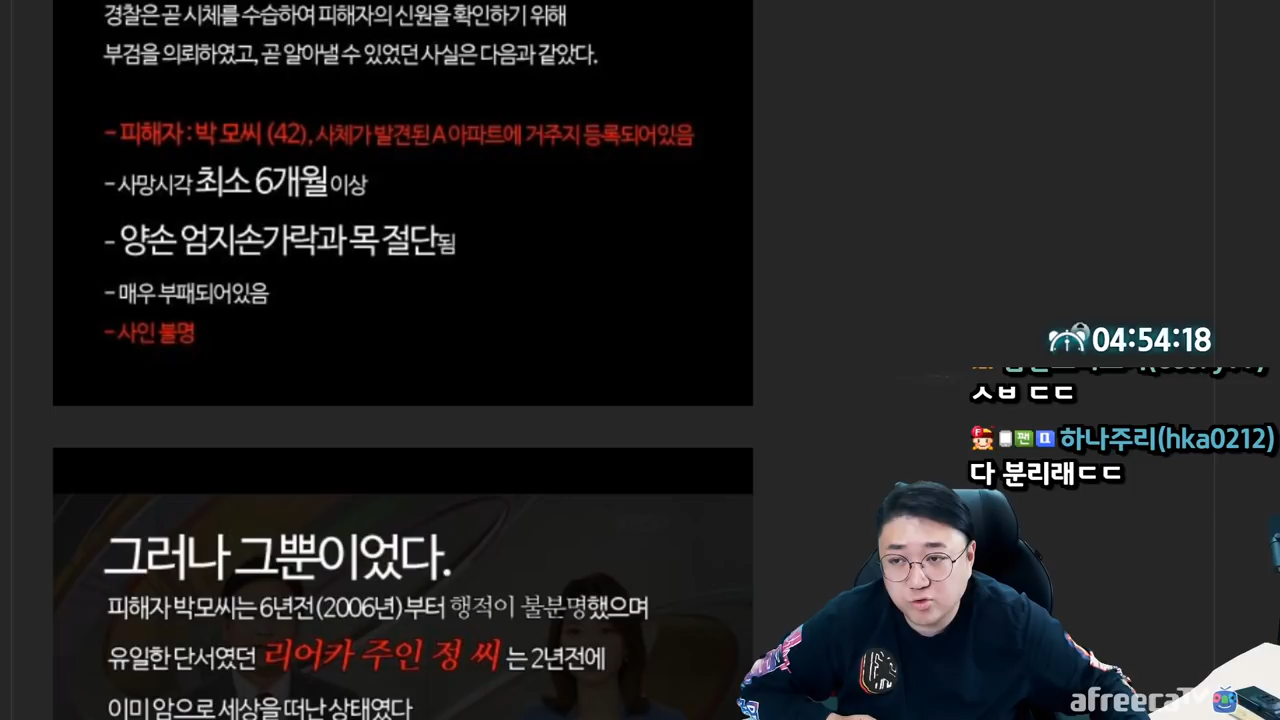 경찰은 곧 시체를 수습하여 피해자의 신원을 확인하기 위해
부검을 의뢰하였고, 곧 알아낼 수 있었던 사실은 다음과 같았다.
- 피해자 : 박 모씨 (42), 사체가 발견된 A 아파트에 거주지 등록되어있음
- 사망시각 최소 6개월 이상
- 양손 엄지손가락과 목 절단됨
- 매우 부패되어있음
- 사인 불명
04:54:18
ㅅㅂ ㄷㄷ
F 팬 하나주리(hka0212)
다 분리래ㄷㄷ
그러나 그뿐이었다.
피해자 박모씨는 6년전 (2006년) 부터 행적이 불분명했으며
유일한 단서였던 리어카 주인 정 씨 는 2년전에
이미 암으로 세상을 떠난 상태였다
afreecaTV